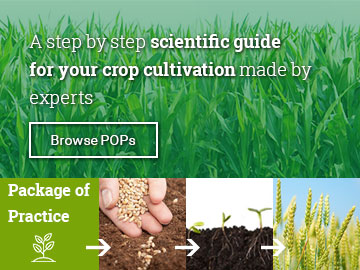 A step by step scientific guide
for your crop cultivation made by
experts
Browse POPs
Package of
Practice